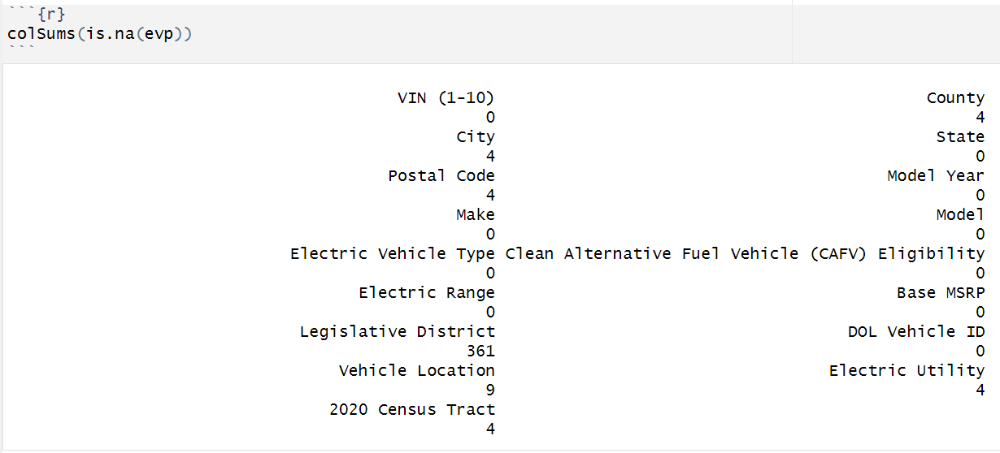 ```{r}
colSums(is.na(evp))
```
VIN (1-10) County
0 4
City State
4 0
Postal Code Model Year
4 0
Make Model
0 0
Electric Vehicle Type Clean Alternative Fuel Vehicle (CAFV) Eligibility
0 0
Electric Range Base MSRP
0 0
Legislative District DOL Vehicle ID
361 0
Vehicle Location Electric Utility
9 4
2020 Census Tract
4